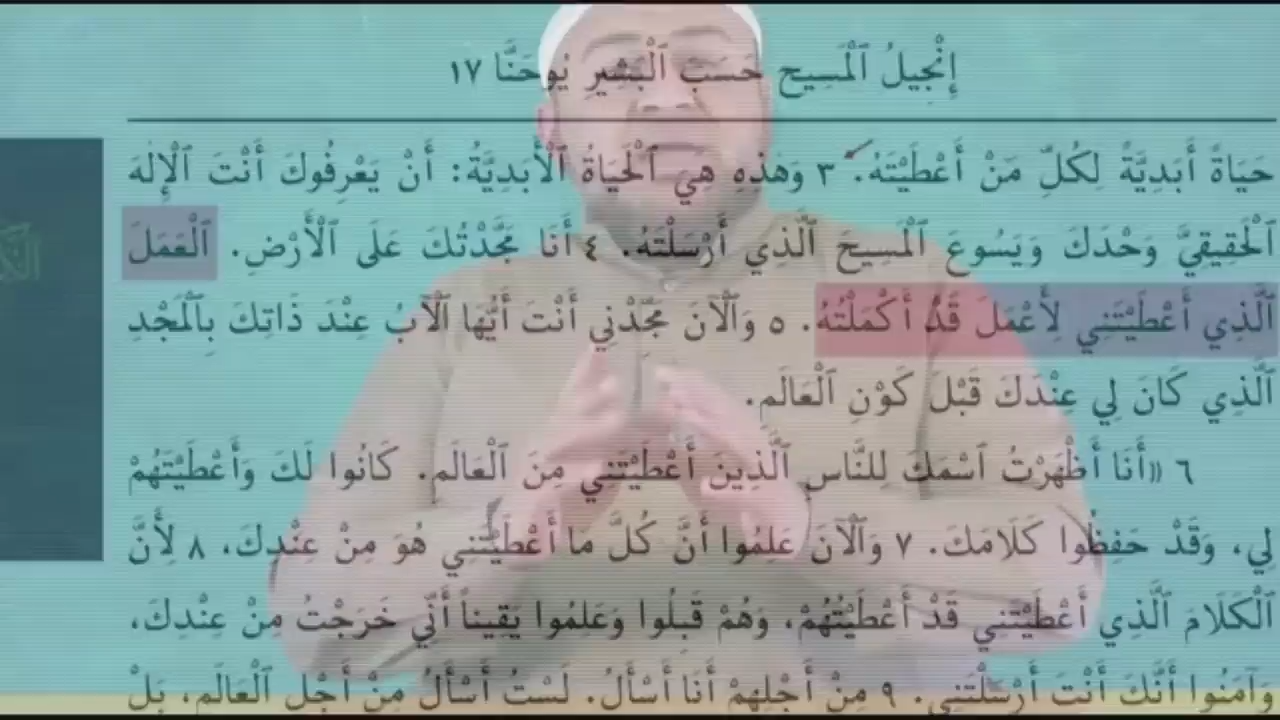 إِنْجِيلُ ٱلْمَسِيح حَسَبَ ٱلْبَشِيرِ يُوحَنَّا ١٧
حَيَاةً أَبَدِيَّةً لِكُلِّ مَنْ أَعْطَيْتَهُ. ٣ وَهٰذِهِ هِيَ ٱلْحَيَاةُ ٱلْأَبَدِيَّةُ: أَنْ يَعْرِفُوكَ أَنْتَ ٱلْإِلٰهَ
ٱلْحَقِيقِيَّ وَحْدَكَ وَيَسُوعَ ٱلْمَسِيحَ ٱلَّذِي أَرْسَلْتَهُ. ٤ أَنَا مَجَّدْتُكَ عَلَى ٱلْأَرْضِ. ٱلْعَمَلَ
ٱلَّذِي أَعْطَيْتَنِي لِأَعْمَلَ قَدْ أَكْمَلْتُهُ. ٥ وَٱلْآنَ مَجِّدْنِي أَنْتَ أَيُّهَا ٱلْآبُ عِنْدَ ذَاتِكَ بِٱلْمَجْدِ
ٱلَّذِي كَانَ لِي عِنْدَكَ قَبْلَ كَوْنِ ٱلْعَالَمِ.
٦ «أَنَا أَظْهَرْتُ ٱسْمَكَ لِلنَّاسِ ٱلَّذِينَ أَعْطَيْتَنِي مِنَ ٱلْعَالَمِ. كَانُوا لَكَ وَأَعْطَيْتَهُمْ
لِي، وَقَدْ حَفِظُوا كَلَامَكَ. ٧ وَٱلْآنَ عَلِمُوا أَنَّ كُلَّ مَا أَعْطَيْتَنِي هُوَ مِنْ عِنْدِكَ، ٨ لِأَنَّ
ٱلْكَلَامَ ٱلَّذِي أَعْطَيْتَنِي قَدْ أَعْطَيْتُهُمْ، وَهُمْ قَبِلُوا وَعَلِمُوا يَقِيناً أَنِّي خَرَجْتُ مِنْ عِنْدِكَ،
وَآمَنُوا أَنَّكَ أَنْتَ أَرْسَلْتَنِي. ٩ مِنْ أَجْلِهِمْ أَنَا أَسْأَلُ. لَسْتُ أَسْأَلُ مِنْ أَجْلِ ٱلْعَالَمِ، بَلْ